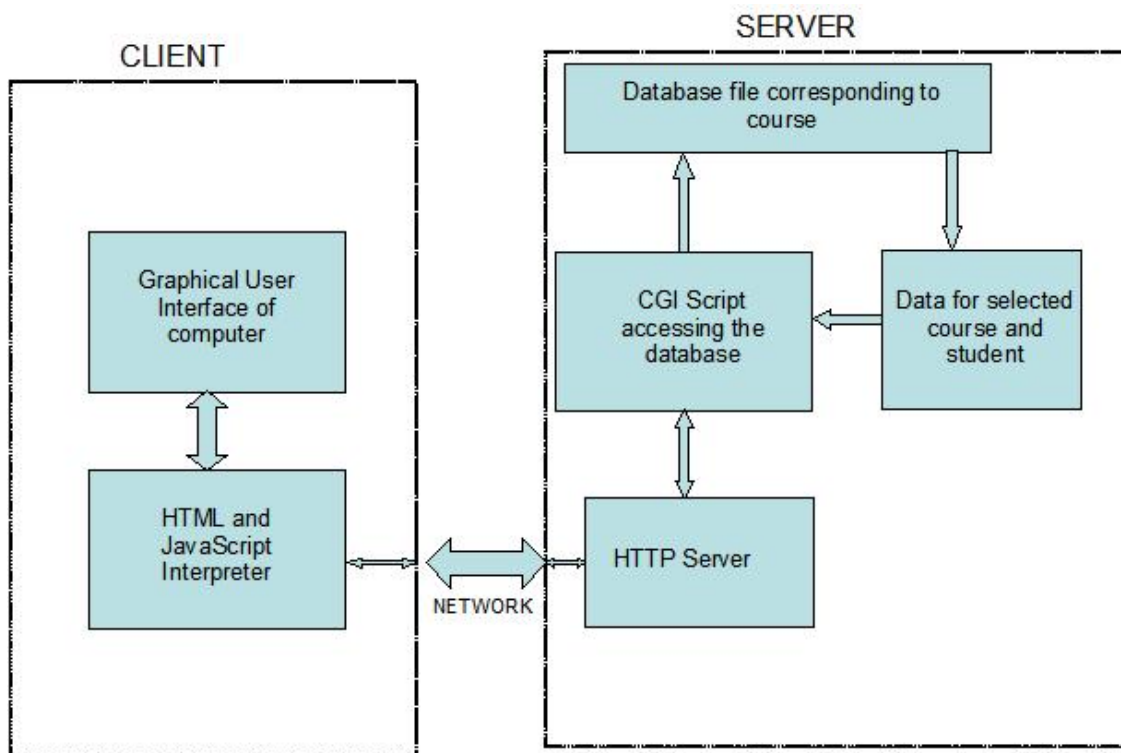 CLIENT
SERVER
Database file corresponding to
course
Graphical User
Interface of
computer
CGI Script
accessing the
database
Data for selected
course and
student
HTML and
JavaScript
Interpreter
NETWORK
HTTP Server